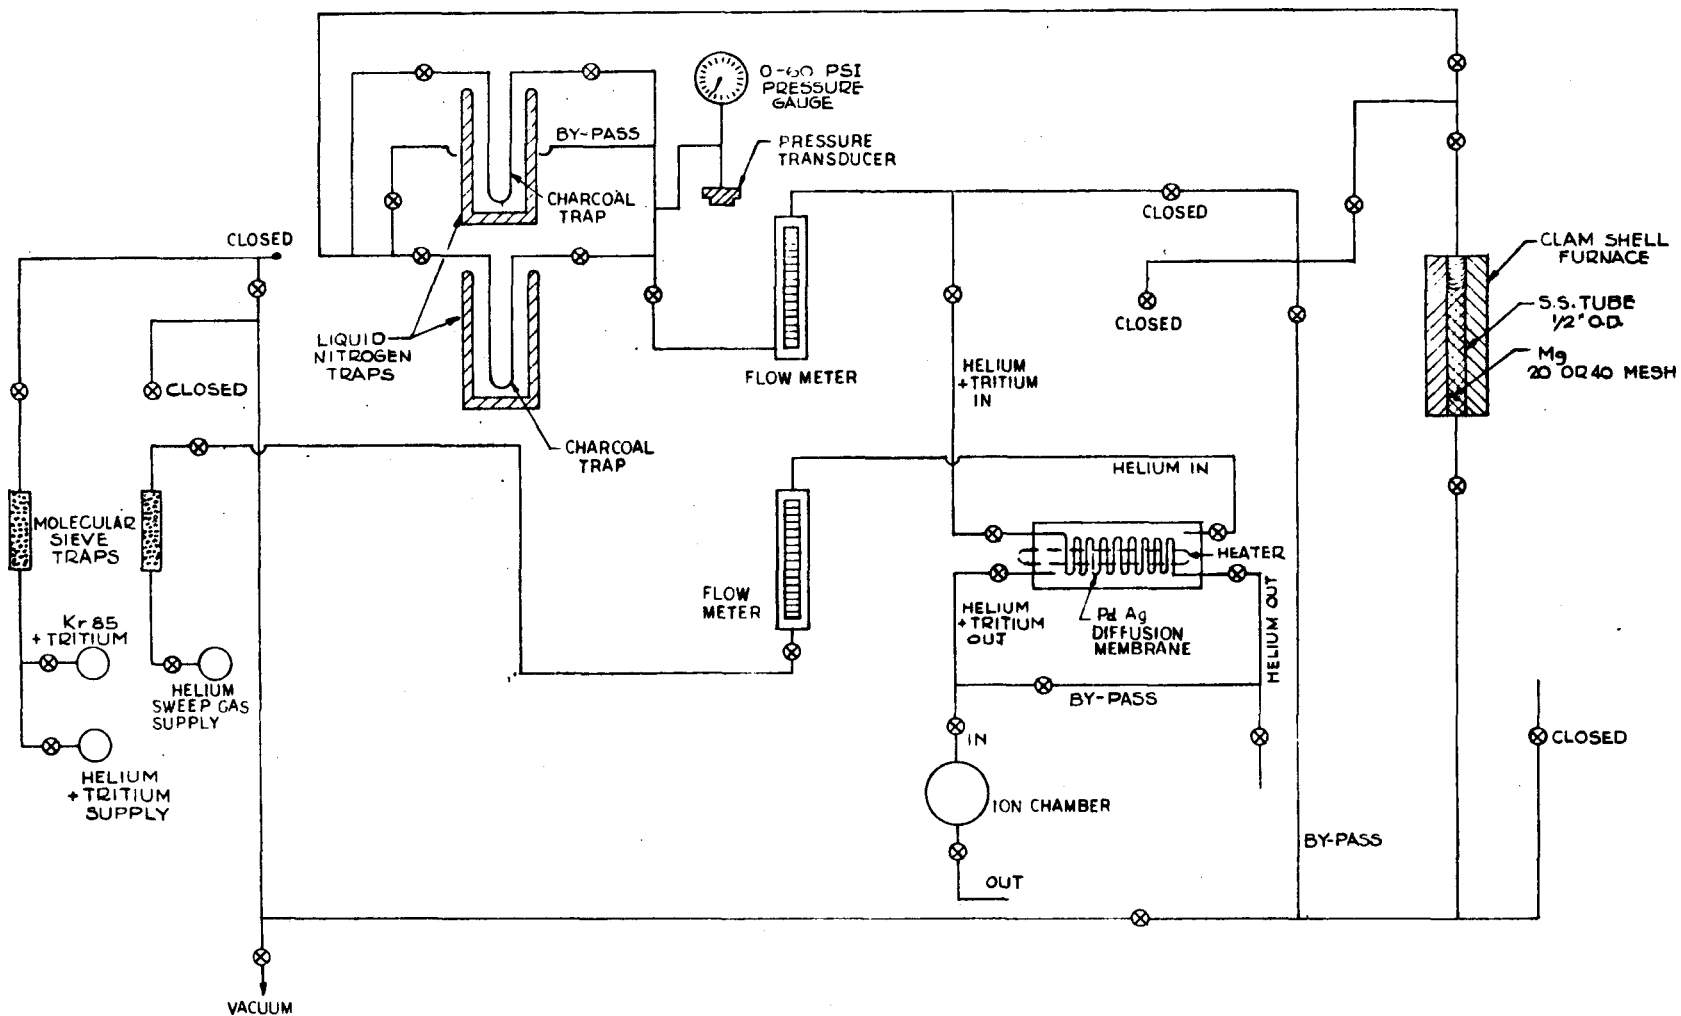 0-60 PSI
PRESSURE
GAUGE
BY-PASS
PRESSURE
TRANSDUCER
CHARCOAL
TRAP
CLOSED
CLOSED
CLAM SHELL
FURNACE
S.S. TUBE
1/2" O.D.
LIQUID
NITROGEN
TRAPS
CLOSED
Mg
20 OR 40 MESH
FLOW METER
HELIUM
+TRITIUM
IN
CLOSED
CHARCOAL
TRAP
HELIUM IN
MOLECULAR
SIEVE
TRAPS
HEATER
FLOW
METER
HELIUM
+TRITIUM
OUT
Pd Ag
DIFFUSION
MEMBRANE
HELIUM OUT
Kr 85
+ TRITIUM
HELIUM
SWEEP GAS
SUPPLY
BY-PASS
IN
CLOSED
HELIUM
+TRITIUM
SUPPLY
ION CHAMBER
BY-PASS
OUT
VACUUM